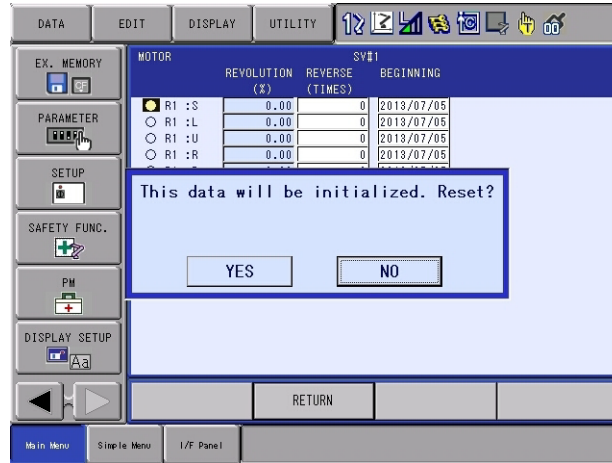 DATA EDIT DISPLAY UTILITY
EX. MEMORY
CF
PARAMETER
SETUP
SAFETY FUNC.
PM
DISPLAY SETUP
Aa
MOTOR SV#1
REVOLUTION REVERSE BEGINNING
(%) (TIMES)
R1 :S 0.00 0 2013/07/05
R1 :L 0.00 0 2013/07/05
R1 :U 0.00 0 2013/07/05
R1 :R 0.00 0 2013/07/05
This data will be initialized. Reset?
YES NO
RETURN
Main Menu Simple Menu I/F Panel